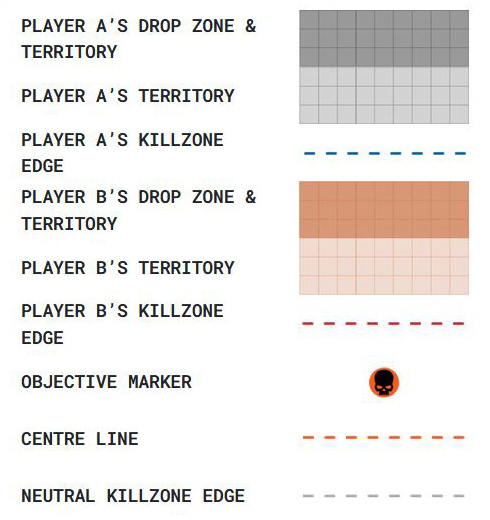 PLAYER A'S DROP ZONE &
TERRITORY
PLAYER A'S TERRITORY
PLAYER A'S KILLZONE
EDGE
PLAYER B'S DROP ZONE &
TERRITORY
PLAYER B'S TERRITORY
PLAYER B'S KILLZONE
EDGE
OBJECTIVE MARKER
CENTRE LINE
NEUTRAL KILLZONE EDGE